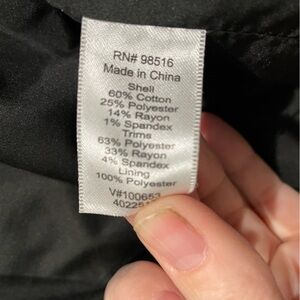 RN# 98516
Made in China
Shell
60% Cotton
25% Polyester
14% Rayon
1% Spandex
Trims
63% Polyester
33% Rayon
4% Spandex
Lining
100% Polyester